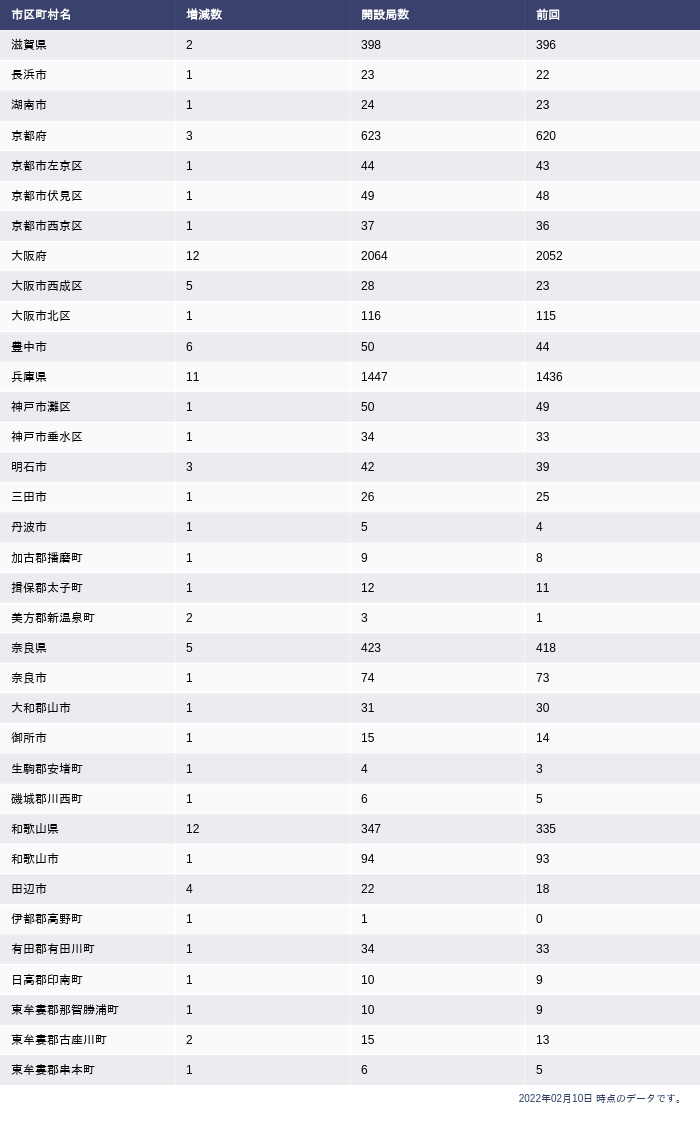 市区町村名 増減数 開設局数 前回
滋賀県 2 398 396
長浜市 1 23 22
湖南市 1 24 23
京都府 3 623 620
京都市左京区 1 44 43
京都市伏見区 1 49 48
京都市西京区 1 37 36
大阪府 12 2064 2052
大阪市西成区 5 28 23
大阪市北区 1 116 115
豊中市 6 50 44
兵庫県 11 1447 1436
神戸市灘区 1 50 49
神戸市垂水区 1 34 33
明石市 3 42 39
三田市 1 26 25
丹波市 1 5 4
加古郡播磨町 1 9 8
揖保郡太子町 1 12 11
美方郡新温泉町 2 3 1
奈良県 5 423 418
奈良市 1 74 73
大和郡山市 1 31 30
御所市 1 15 14
生駒郡安堵町 1 4 3
磯城郡川西町 1 6 5
和歌山県 12 347 335
和歌山市 1 94 93
田辺市 4 22 18
伊都郡高野町 1 1 0
有田郡有田川町 1 34 33
日高郡印南町 1 10 9
東牟婁郡那智勝浦町 1 10 9
東牟婁郡古座川町 2 15 13
東牟婁郡串本町 1 6 5
2022年02月10日 時点のデータです。